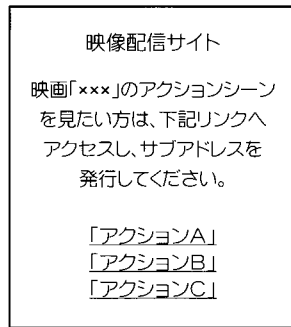 映像配信サイト
映画「×××」のアクションシーン
を見たい方は、下記リンクへ
アクセスし、サブアドレスを
発行してください。
「アクションA」
「アクションB」
「アクションC」